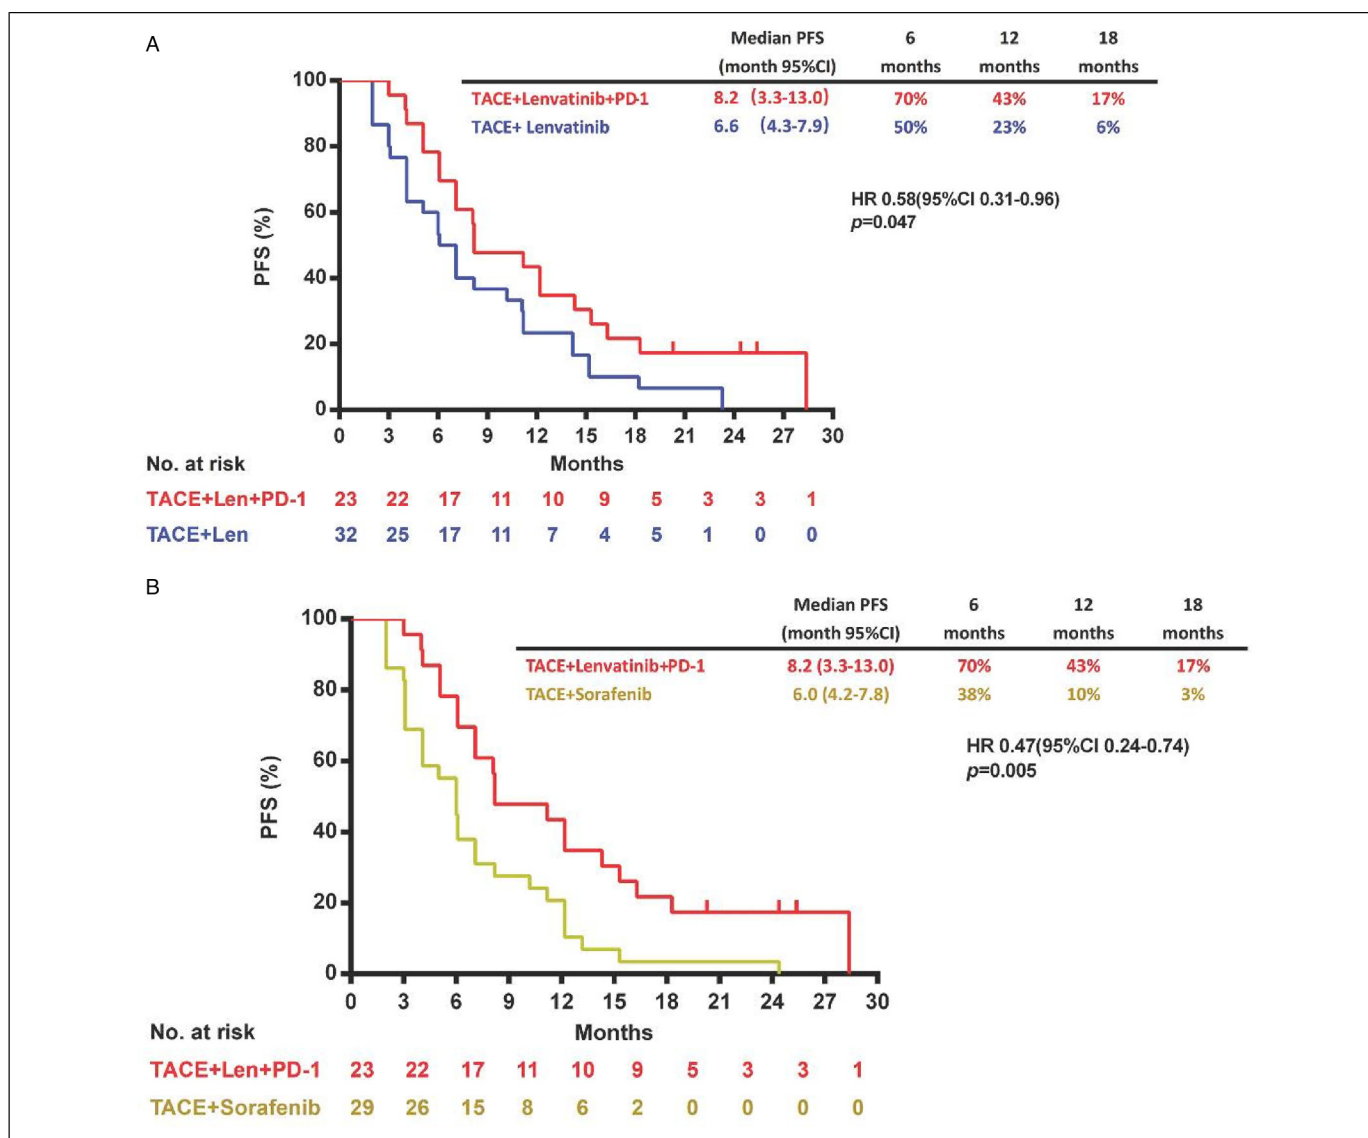 A
Median PFS 6 12 18
(month 95%CI) months months months
TACE+Lenvatinib+PD-1 8.2 (3.3-13.0) 70% 43% 17%
TACE+ Lenvatinib 6.6 (4.3-7.9) 50% 23% 6%
HR 0.58(95%CI 0.31-0.96)
p=0.047
PFS (%)
100
80
60
40
20
0
0 3 6 9 12 15 18 21 24 27 30
No. at risk Months
TACE+Len+PD-1 23 22 17 11 10 9 5 3 3 1
TACE+Len 32 25 17 11 7 4 5 1 0 0
B
Median PFS 6 12 18
(month 95%CI) months months months
TACE+Lenvatinib+PD-1 8.2 (3.3-13.0) 70% 43% 17%
TACE+Sorafenib 6.0 (4.2-7.8) 38% 10% 3%
HR 0.47(95%CI 0.24-0.74)
p=0.005
PFS (%)
100
80
60
40
20
0
0 3 6 9 12 15 18 21 24 27 30
No. at risk Months
TACE+Len+PD-1 23 22 17 11 10 9 5 3 3 1
TACE+Sorafenib 29 26 15 8 6 2 0 0 0 0